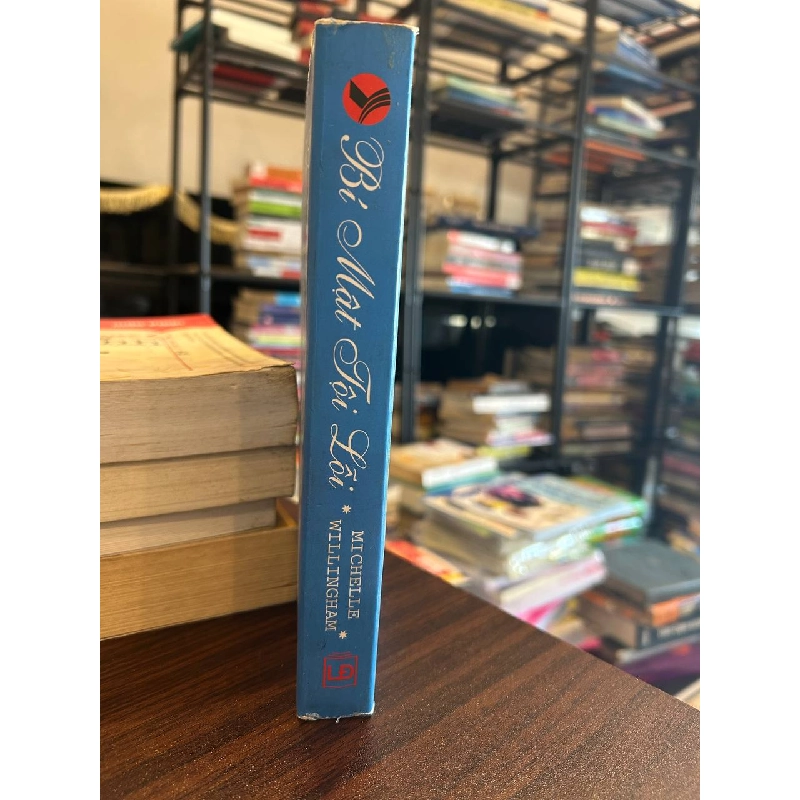 Bí Mật Tội Lỗi
* MICHELLE
WILLINGHAM *